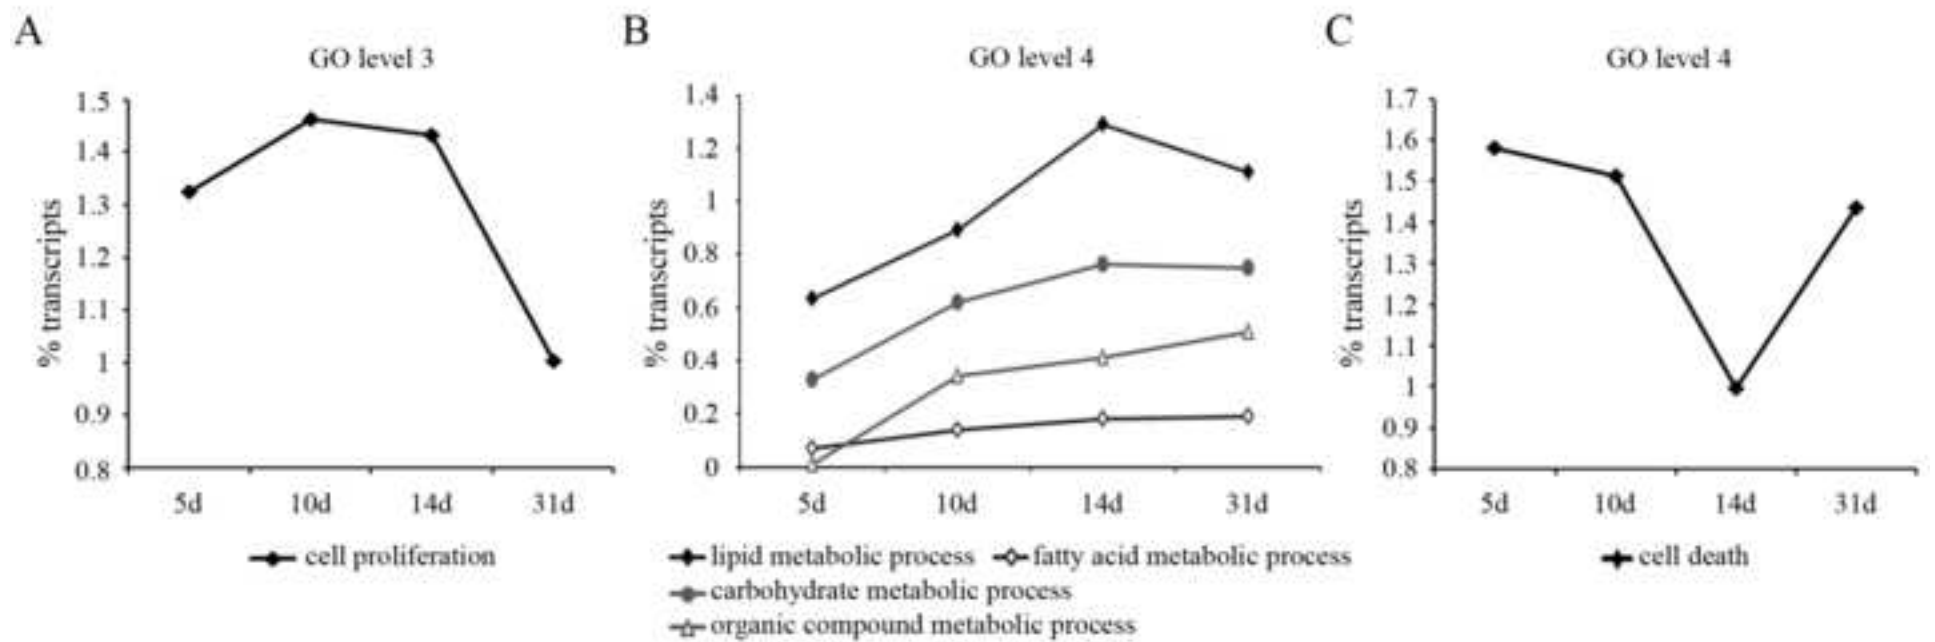 A
GO level 3
1.5
1.4
1.3
1.2
1.1
1
0.9
0.8
% transcripts
5d 10d 14d 31d
cell proliferation
B
GO level 4
1.4
1.2
1
0.8
0.6
0.4
0.2
0
% transcripts
5d 10d 14d 31d
lipid metabolic process fatty acid metabolic process
carbohydrate metabolic process
organic compound metabolic process
C
GO level 4
1.7
1.6
1.5
1.4
1.3
1.2
1.1
1
0.9
0.8
% transcripts
5d 10d 14d 31d
cell death